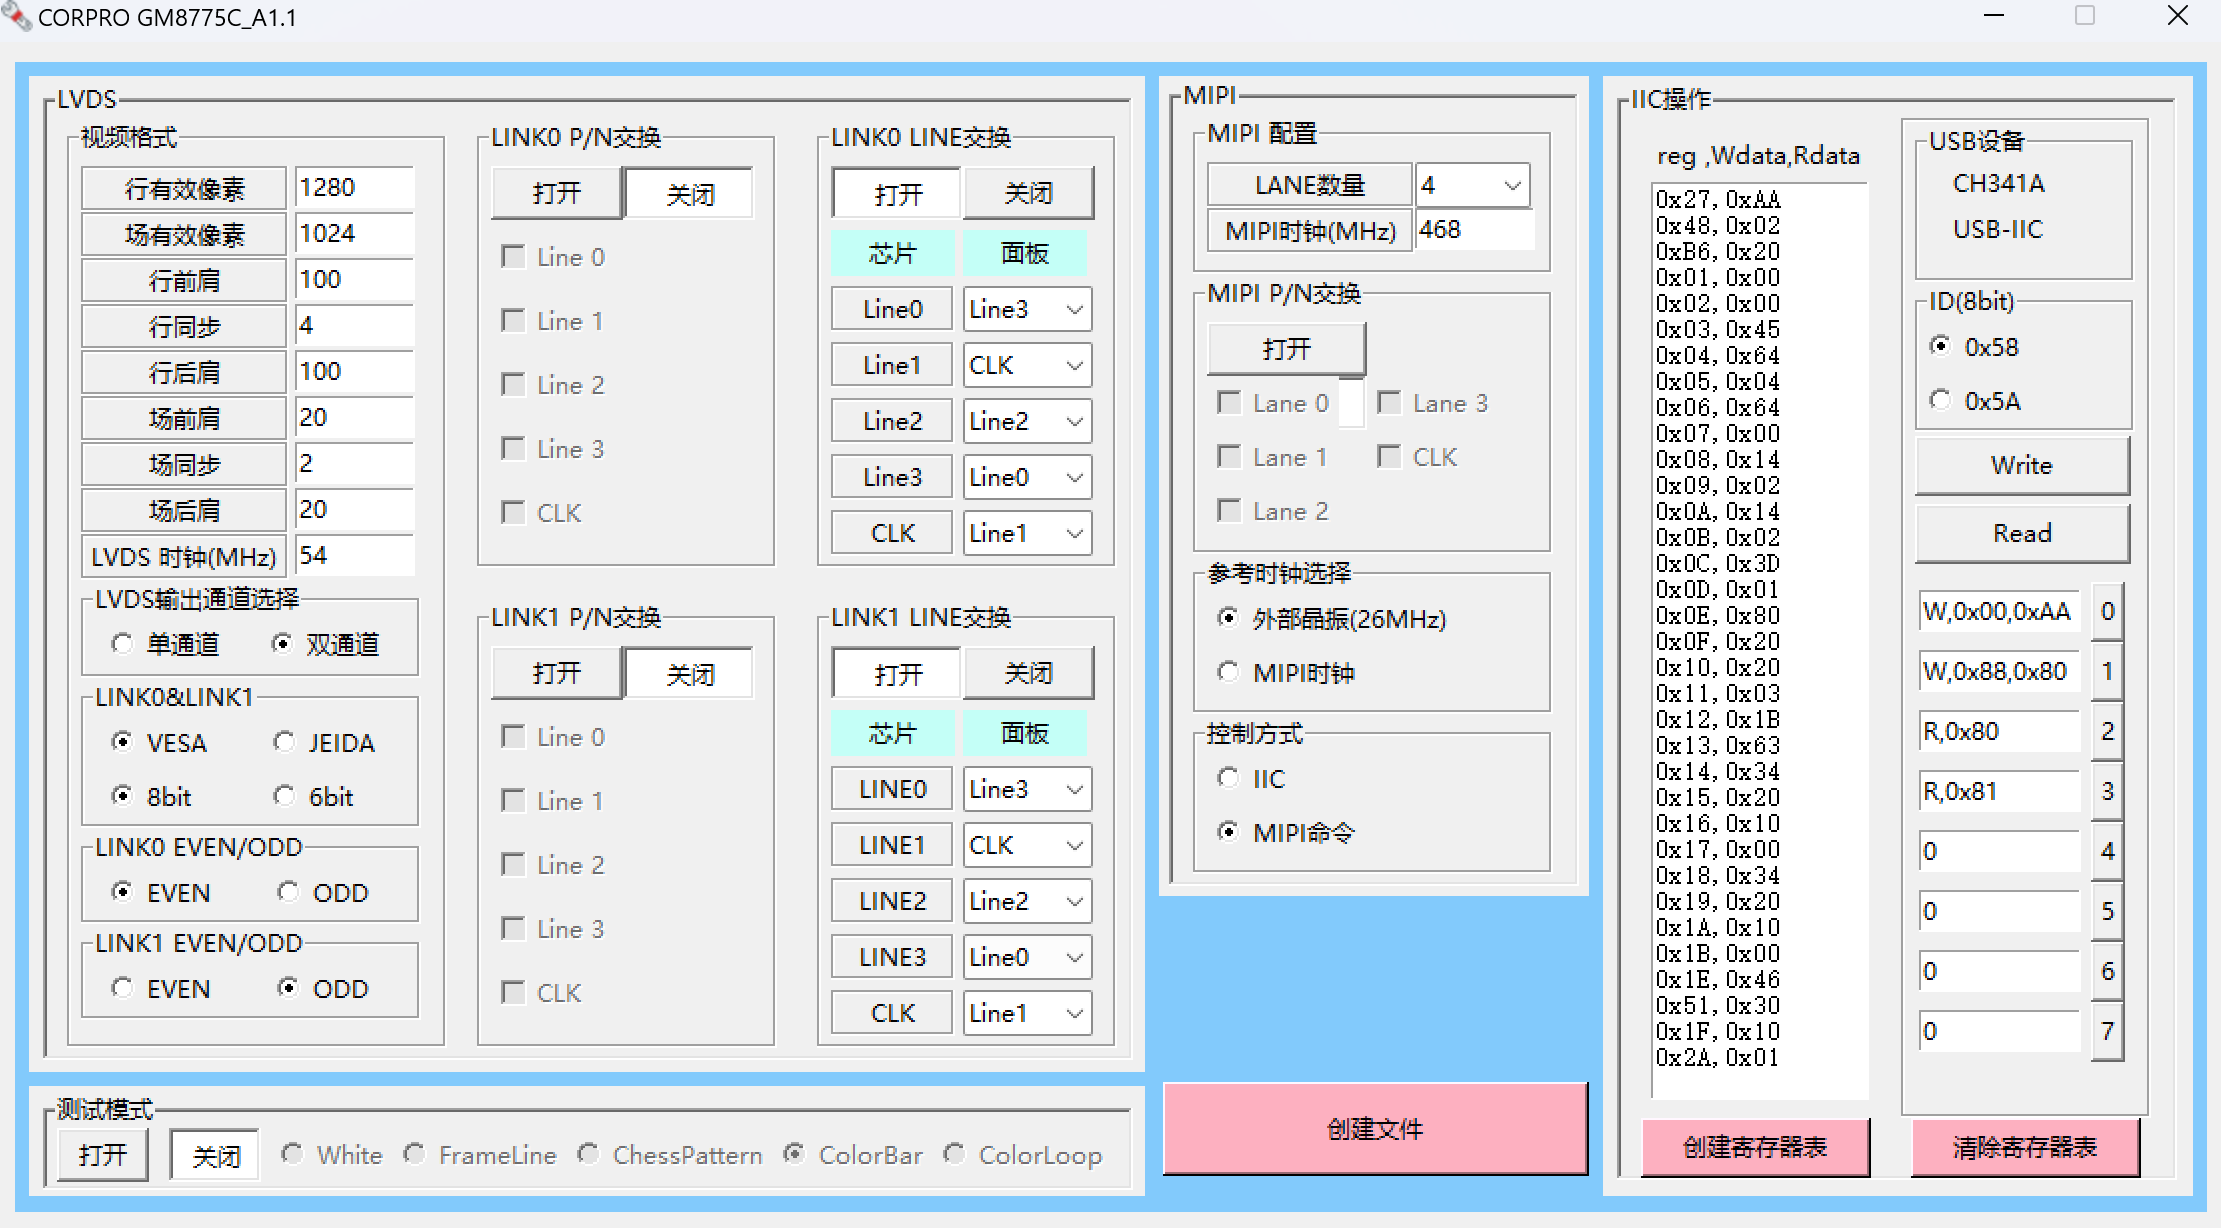 CORPRO GM8775C_A1.1
LVDS
视频格式
行有效像素 1280
场有效像素 1024
行前肩 100
行同步 4
行后肩 100
场前肩 20
场同步 2
场后肩 20
LVDS 时钟(MHz) 54
LVDS输出通道选择
单通道 双通道
LINK0&LINK1
VESA JEIDA
8bit 6bit
LINK0 EVEN/ODD
EVEN ODD
LINK1 EVEN/ODD
EVEN ODD
LINK0 P/N交换
打开 关闭
Line 0
Line 1
Line 2
Line 3
CLK
LINK1 P/N交换
打开 关闭
Line 0
Line 1
Line 2
Line 3
CLK
LINK0 LINE交换
打开 关闭
芯片 面板
Line0 Line3
Line1 CLK
Line2 Line2
Line3 Line0
CLK Line1
LINK1 LINE交换
打开 关闭
芯片 面板
LINE0 Line3
LINE1 CLK
LINE2 Line2
LINE3 Line0
CLK Line1
测试模式
打开 关闭 White FrameLine ChessPattern ColorBar ColorLoop
MIPI
MIPI 配置
LANE数量 4
MIPI时钟(MHz) 468
MIPI P/N交换
打开
Lane 0 Lane 3
Lane 1 CLK
Lane 2
参考时钟选择
外部晶振(26MHz)
MIPI时钟
控制方式
IIC
MIPI命令
创建文件
IIC操作
reg ,Wdata,Rdata
0x27,0xAA
0x48,0x02
0xB6,0x20
0x01,0x00
0x02,0x00
0x03,0x45
0x04,0x64
0x05,0x04
0x06,0x64
0x07,0x00
0x08,0x14
0x09,0x02
0x0A,0x14
0x0B,0x02
0x0C,0x3D
0x0D,0x01
0x0E,0x80
0x0F,0x20
0x10,0x20
0x11,0x03
0x12,0x1B
0x13,0x63
0x14,0x34
0x15,0x20
0x16,0x10
0x17,0x00
0x18,0x34
0x19,0x20
0x1A,0x10
0x1B,0x00
0x1E,0x46
0x51,0x30
0x1F,0x10
0x2A,0x01
创建寄存器表
USB设备
CH341A
USB-IIC
ID(8bit)
0x58
0x5A
Write
Read
W,0x00,0xAA 0
W,0x88,0x80 1
R,0x80 2
R,0x81 3
0 4
0 5
0 6
0 7
清除寄存器表